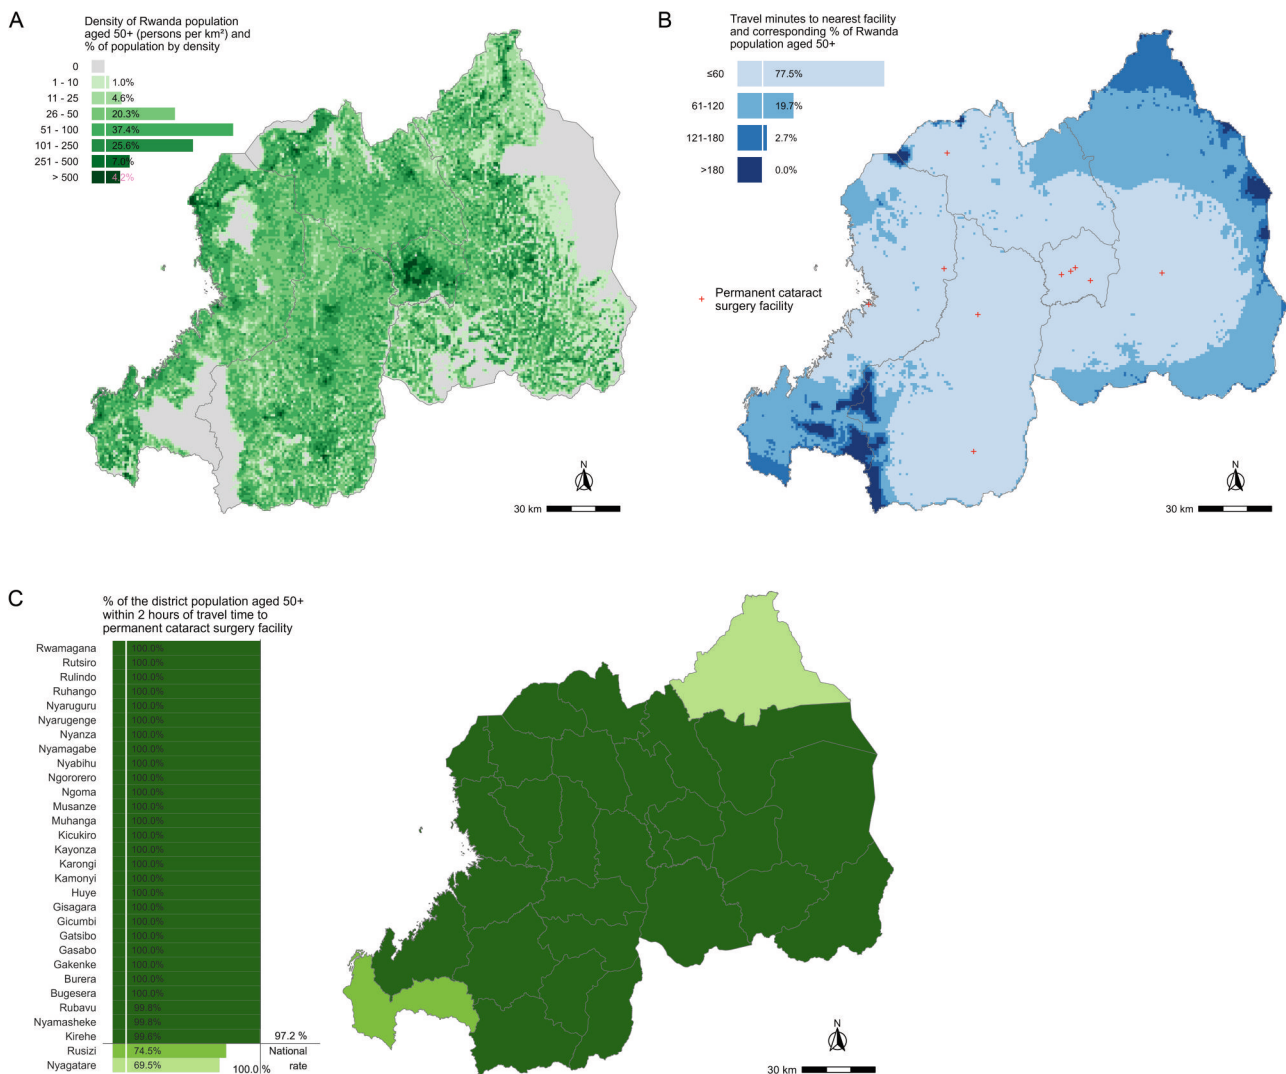 A
Density of Rwanda population
aged 50+ (persons per km²) and
% of population by density
0
1 - 10 1.0%
11 - 25 4.6%
26 - 50 20.3%
51 - 100 37.4%
101 - 250 25.6%
251 - 500 7.0%
> 500 4.2%
N
30 km
B
Travel minutes to nearest facility
and corresponding % of Rwanda
population aged 50+
≤60 77.5%
61-120 19.7%
121-180 2.7%
>180 0.0%
Permanent cataract
surgery facility
N
30 km
C
% of the district population aged 50+
within 2 hours of travel time to
permanent cataract surgery facility
Rwamagana 100.0%
Rutsiro 100.0%
Rulindo 100.0%
Ruhango 100.0%
Nyaruguru 100.0%
Nyarugenge 100.0%
Nyanza 100.0%
Nyamagabe 100.0%
Nyabihu 100.0%
Ngororero 100.0%
Ngoma 100.0%
Musanze 100.0%
Muhanga 100.0%
Kicukiro 100.0%
Kayonza 100.0%
Karongi 100.0%
Kamonyi 100.0%
Huye 100.0%
Gisagara 100.0%
Gicumbi 100.0%
Gatsibo 100.0%
Gasabo 100.0%
Gakenke 100.0%
Burera 100.0%
Bugesera 100.0%
Rubavu 99.8%
Nyamasheke 99.8%
Kirehe 99.8% 97.2 %
Rusizi 74.5% National
Nyagatare 69.5% 100.0 % rate
N
30 km